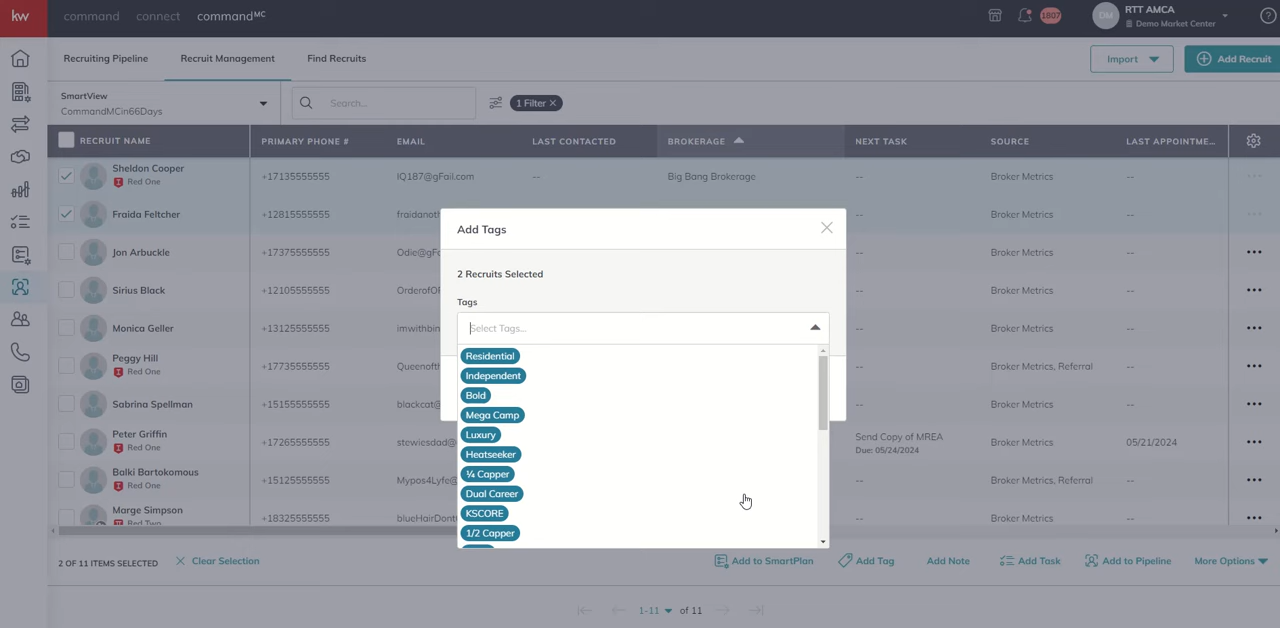 kw command connect command MC 1807 DM RTT AMCA ?
Demo Market Center
Recruiting Pipeline Recruit Management Find Recruits Import Add Recruit
SmartView
CommandMCin66Days
Search... 1 Filter ×
RECRUIT NAME PRIMARY PHONE # EMAIL LAST CONTACTED BROKERAGE NEXT TASK SOURCE LAST APPOINTME...
Sheldon Cooper +17135555555 IQ187@gFail.com -- Big Bang Brokerage -- Broker Metrics --
Red One
Fraida Feltcher +12815555555 -- Broker Metrics --
Jon Arbuckle +17375555555 -- Broker Metrics --
Sirius Black +12105555555 -- Broker Metrics --
Monica Geller +13125555555 -- Broker Metrics --
Peggy Hill +17735555555 -- Broker Metrics, Referral --
Red One
Sabrina Spellman +15155555555 -- Broker Metrics --
Peter Griffin +17265555555 Send Copy of MREA Broker Metrics 05/21/2024
Red One Due: 05/24/2024
Balki Bartokomous +15125555555 -- Broker Metrics, Referral --
Red One
Marge Simpson +18325555555 -- Broker Metrics --
Red Two
Add Tags
2 Recruits Selected
Tags
Select Tags...
Residential
Independent
Bold
Mega Camp
Luxury
Heatseeker
¼ Capper
Dual Career
KSCORE
1/2 Capper
2 OF 11 ITEMS SELECTED Clear Selection Add to SmartPlan Add Tag Add Note Add Task Add to Pipeline More Options
1-11 of 11